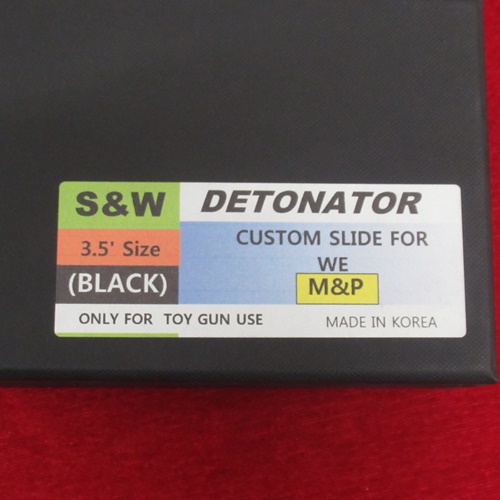 S&W DETONATOR
3.5' Size
CUSTOM SLIDE FOR
WE
(BLACK)
M&P
ONLY FOR TOY GUN USE
MADE IN KOREA